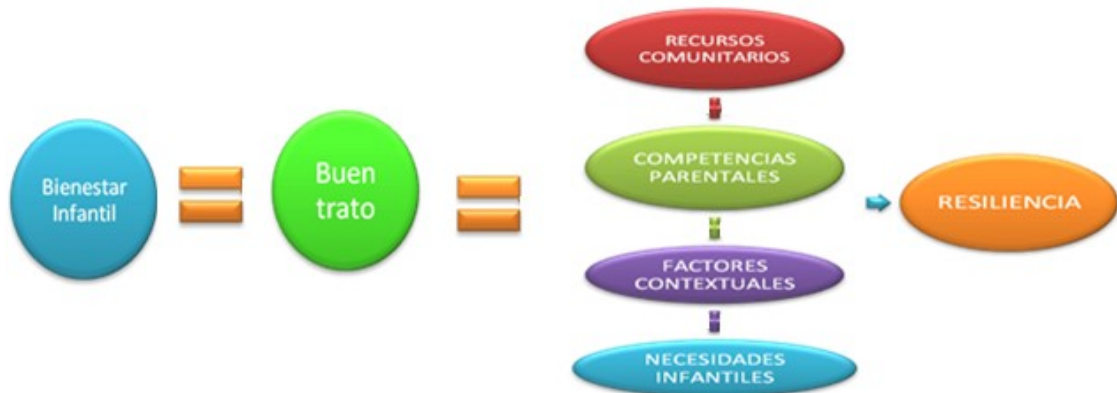 Bienestar
Infantil
Buen
trato
RECURSOS
COMUNITARIOS
COMPETENCIAS
PARENTALES
FACTORES
CONTEXTUALES
NECESIDADES
INFANTILES
RESILIENCIA